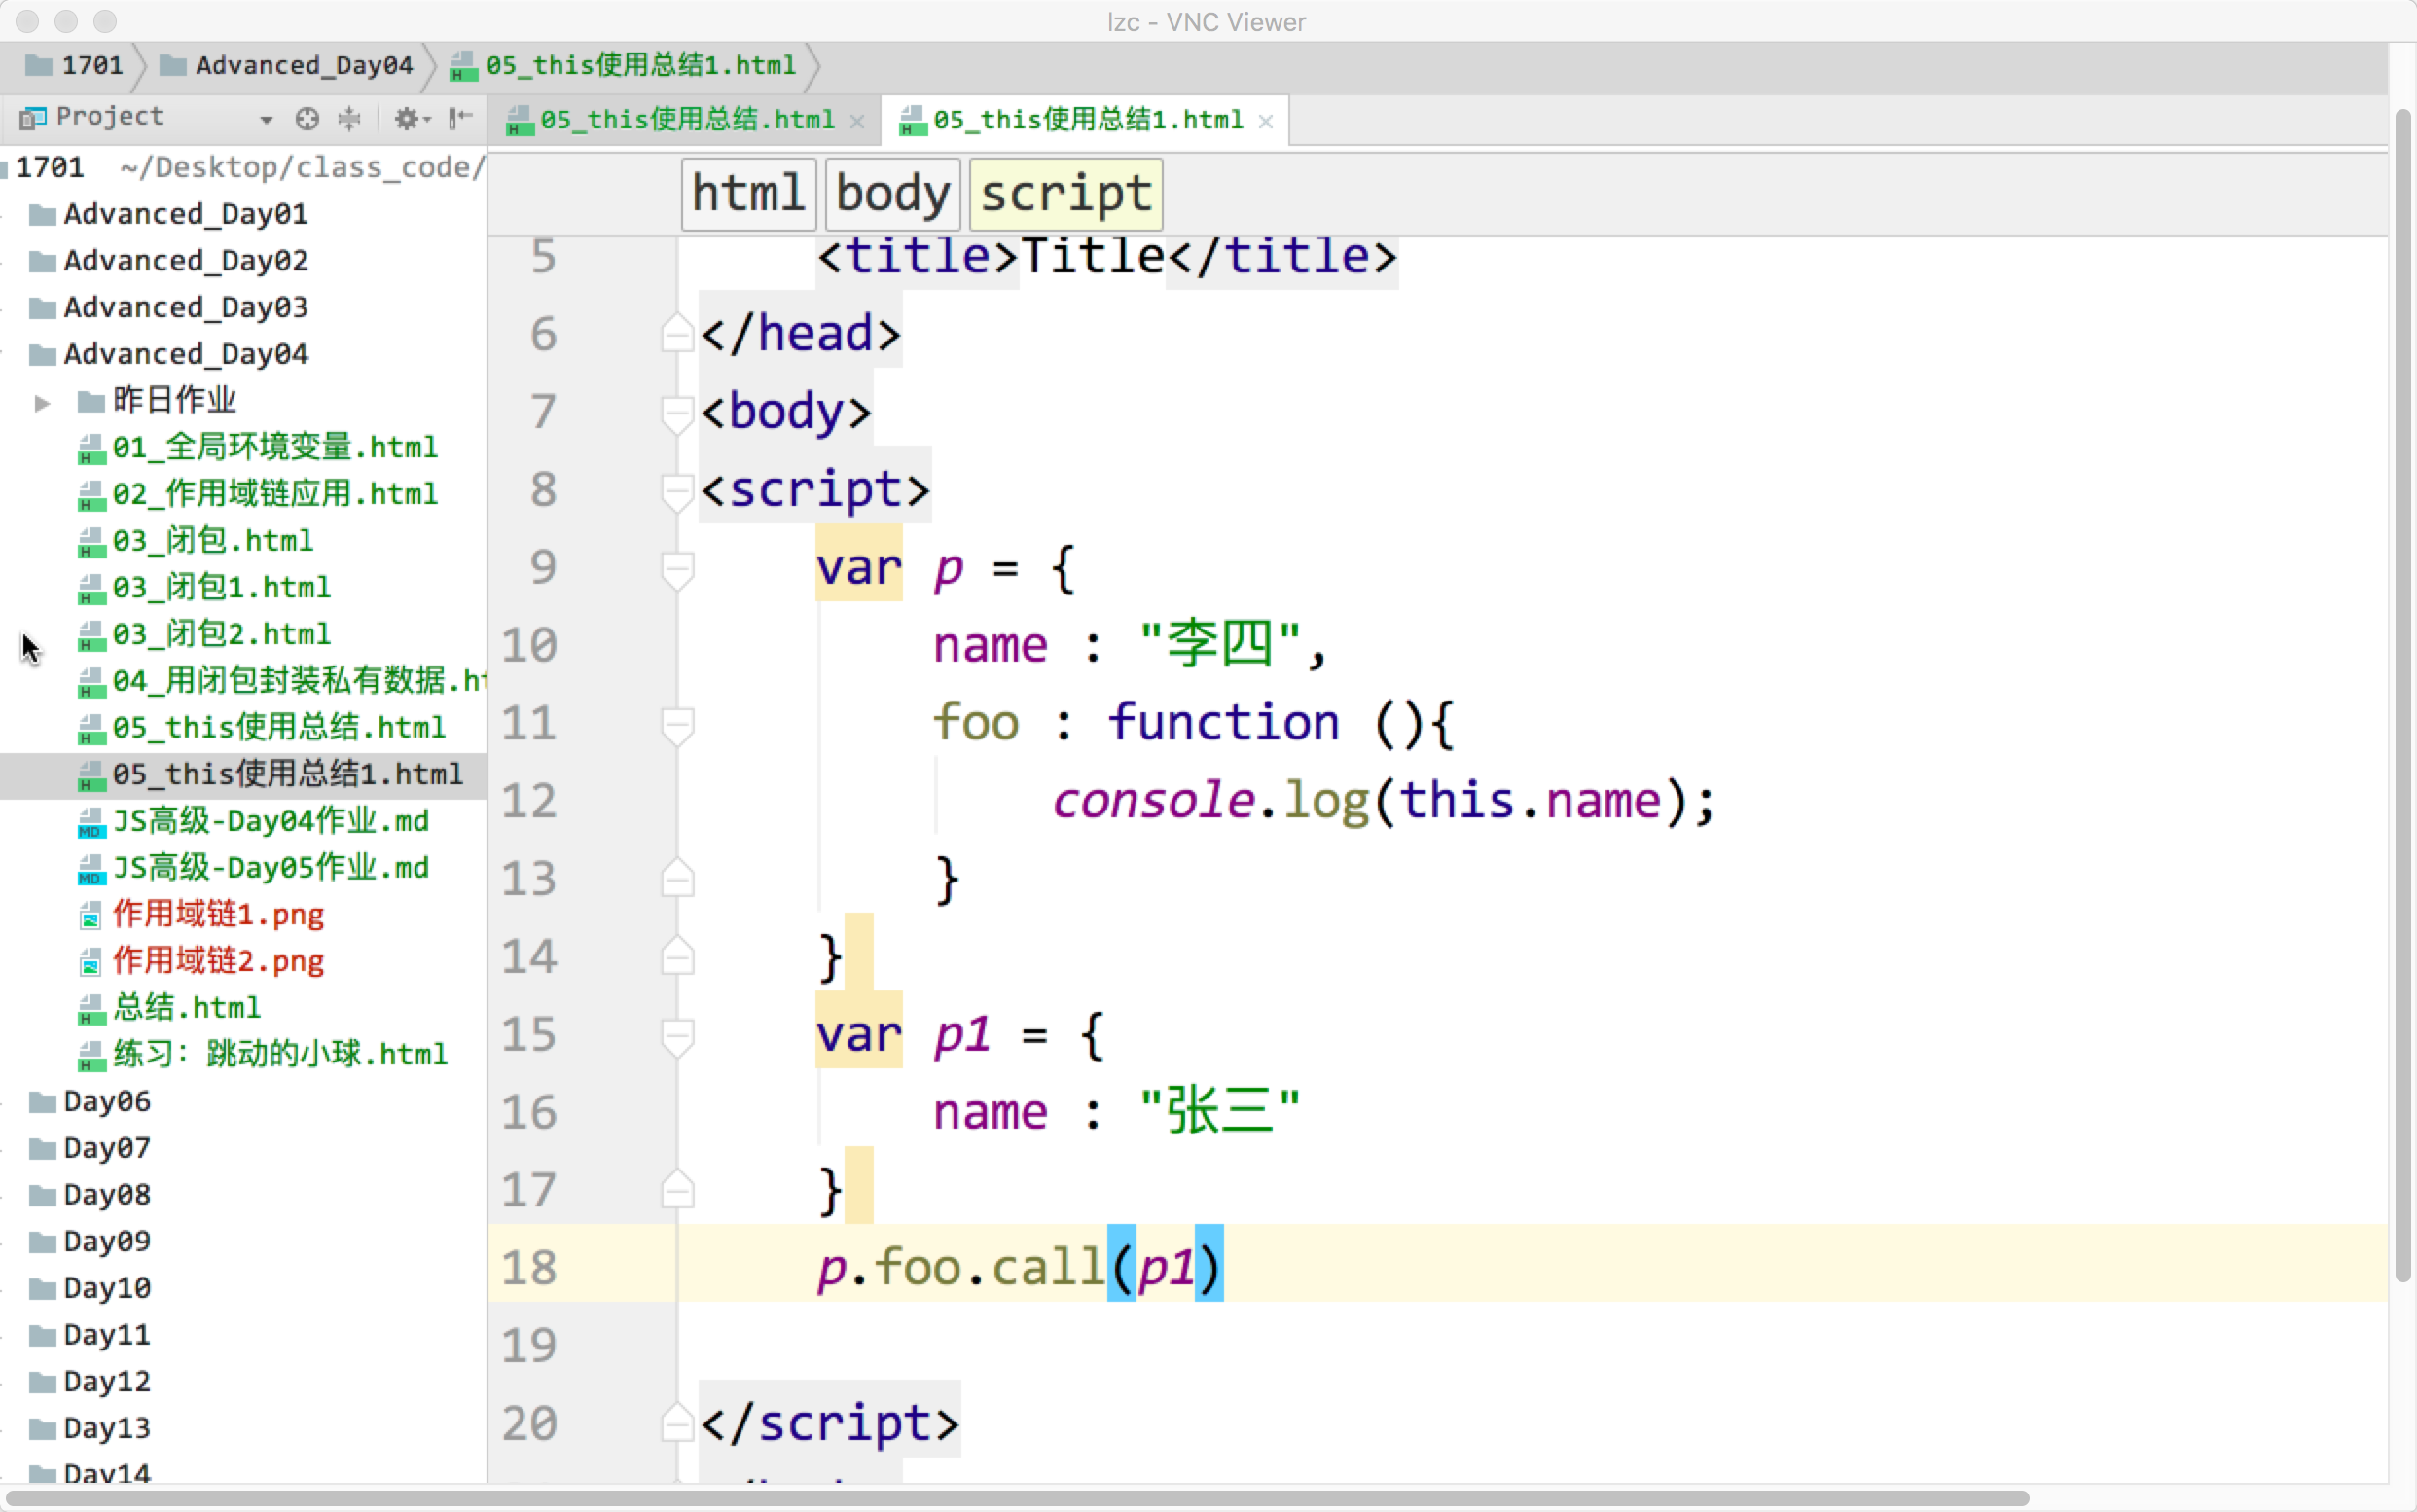 lzc - VNC Viewer
1701 Advanced_Day04 05_this使用总结1.html
Project
05_this使用总结.html 05_this使用总结1.html
1701 ~/Desktop/class_code/
Advanced_Day01
Advanced_Day02
Advanced_Day03
Advanced_Day04
昨日作业
01_全局环境变量.html
02_作用域链应用.html
03_闭包.html
03_闭包1.html
03_闭包2.html
04_用闭包封装私有数据.ht
05_this使用总结.html
05_this使用总结1.html
JS高级-Day04作业.md
JS高级-Day05作业.md
作用域链1.png
作用域链2.png
总结.html
练习：跳动的小球.html
Day06
Day07
Day08
Day09
Day10
Day11
Day12
Day13
Day14
html body script
5 <title>Title</title>
6 </head>
7 <body>
8 <script>
9 var p = {
10 name : "李四",
11 foo : function (){
12 console.log(this.name);
13 }
14 }
15 var p1 = {
16 name : "张三"
17 }
18 p.foo.call(p1)
19
20 </script>